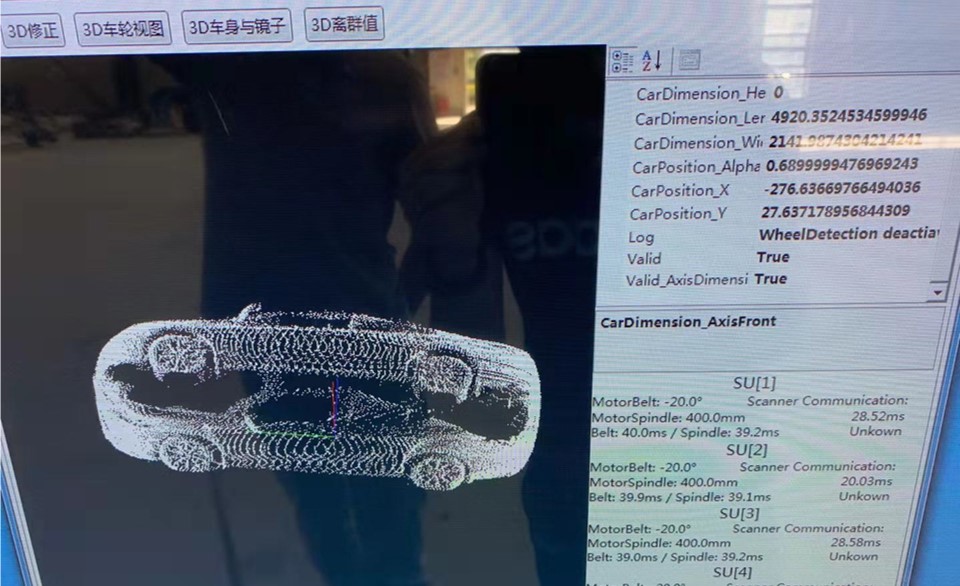 3D修正 3D车轮视图 3D车身与镜子 3D离群值
CarDimension_He 0
CarDimension_Ler 4920.3524534599946
CarDimension_Wi 2141.9874304214241
CarPosition_Alpha 0.6899999476969243
CarPosition_X -276.63669766494036
CarPosition_Y 27.637178956844309
Log WheelDetection deactiva
Valid True
Valid_AxisDimensi True
CarDimension_AxisFront
SU[1]
MotorBelt: -20.0° Scanner Communication:
MotorSpindle: 400.0mm 28.52ms
Belt: 40.0ms / Spindle: 39.2ms Unkown
SU[2]
MotorBelt: -20.0° Scanner Communication:
MotorSpindle: 400.0mm 20.03ms
Belt: 39.9ms / Spindle: 39.1ms Unkown
SU[3]
MotorBelt: -20.0° Scanner Communication:
MotorSpindle: 400.0mm 28.58ms
Belt: 39.0ms / Spindle: 39.2ms Unkown
SU[4]